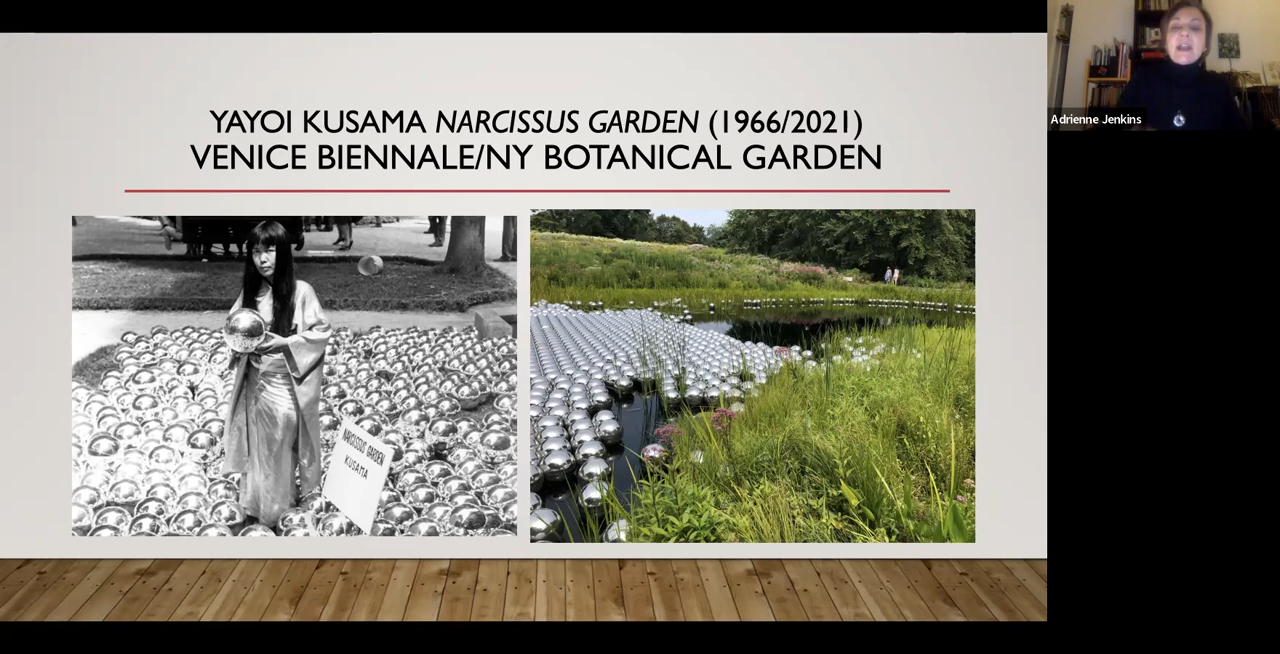 YAYOI KUSAMA NARCISSUS GARDEN (1966/2021)
VENICE BIENNALE/NY BOTANICAL GARDEN
NARCISSUS GARDEN
KUSAMA
Adrienne Jenkins